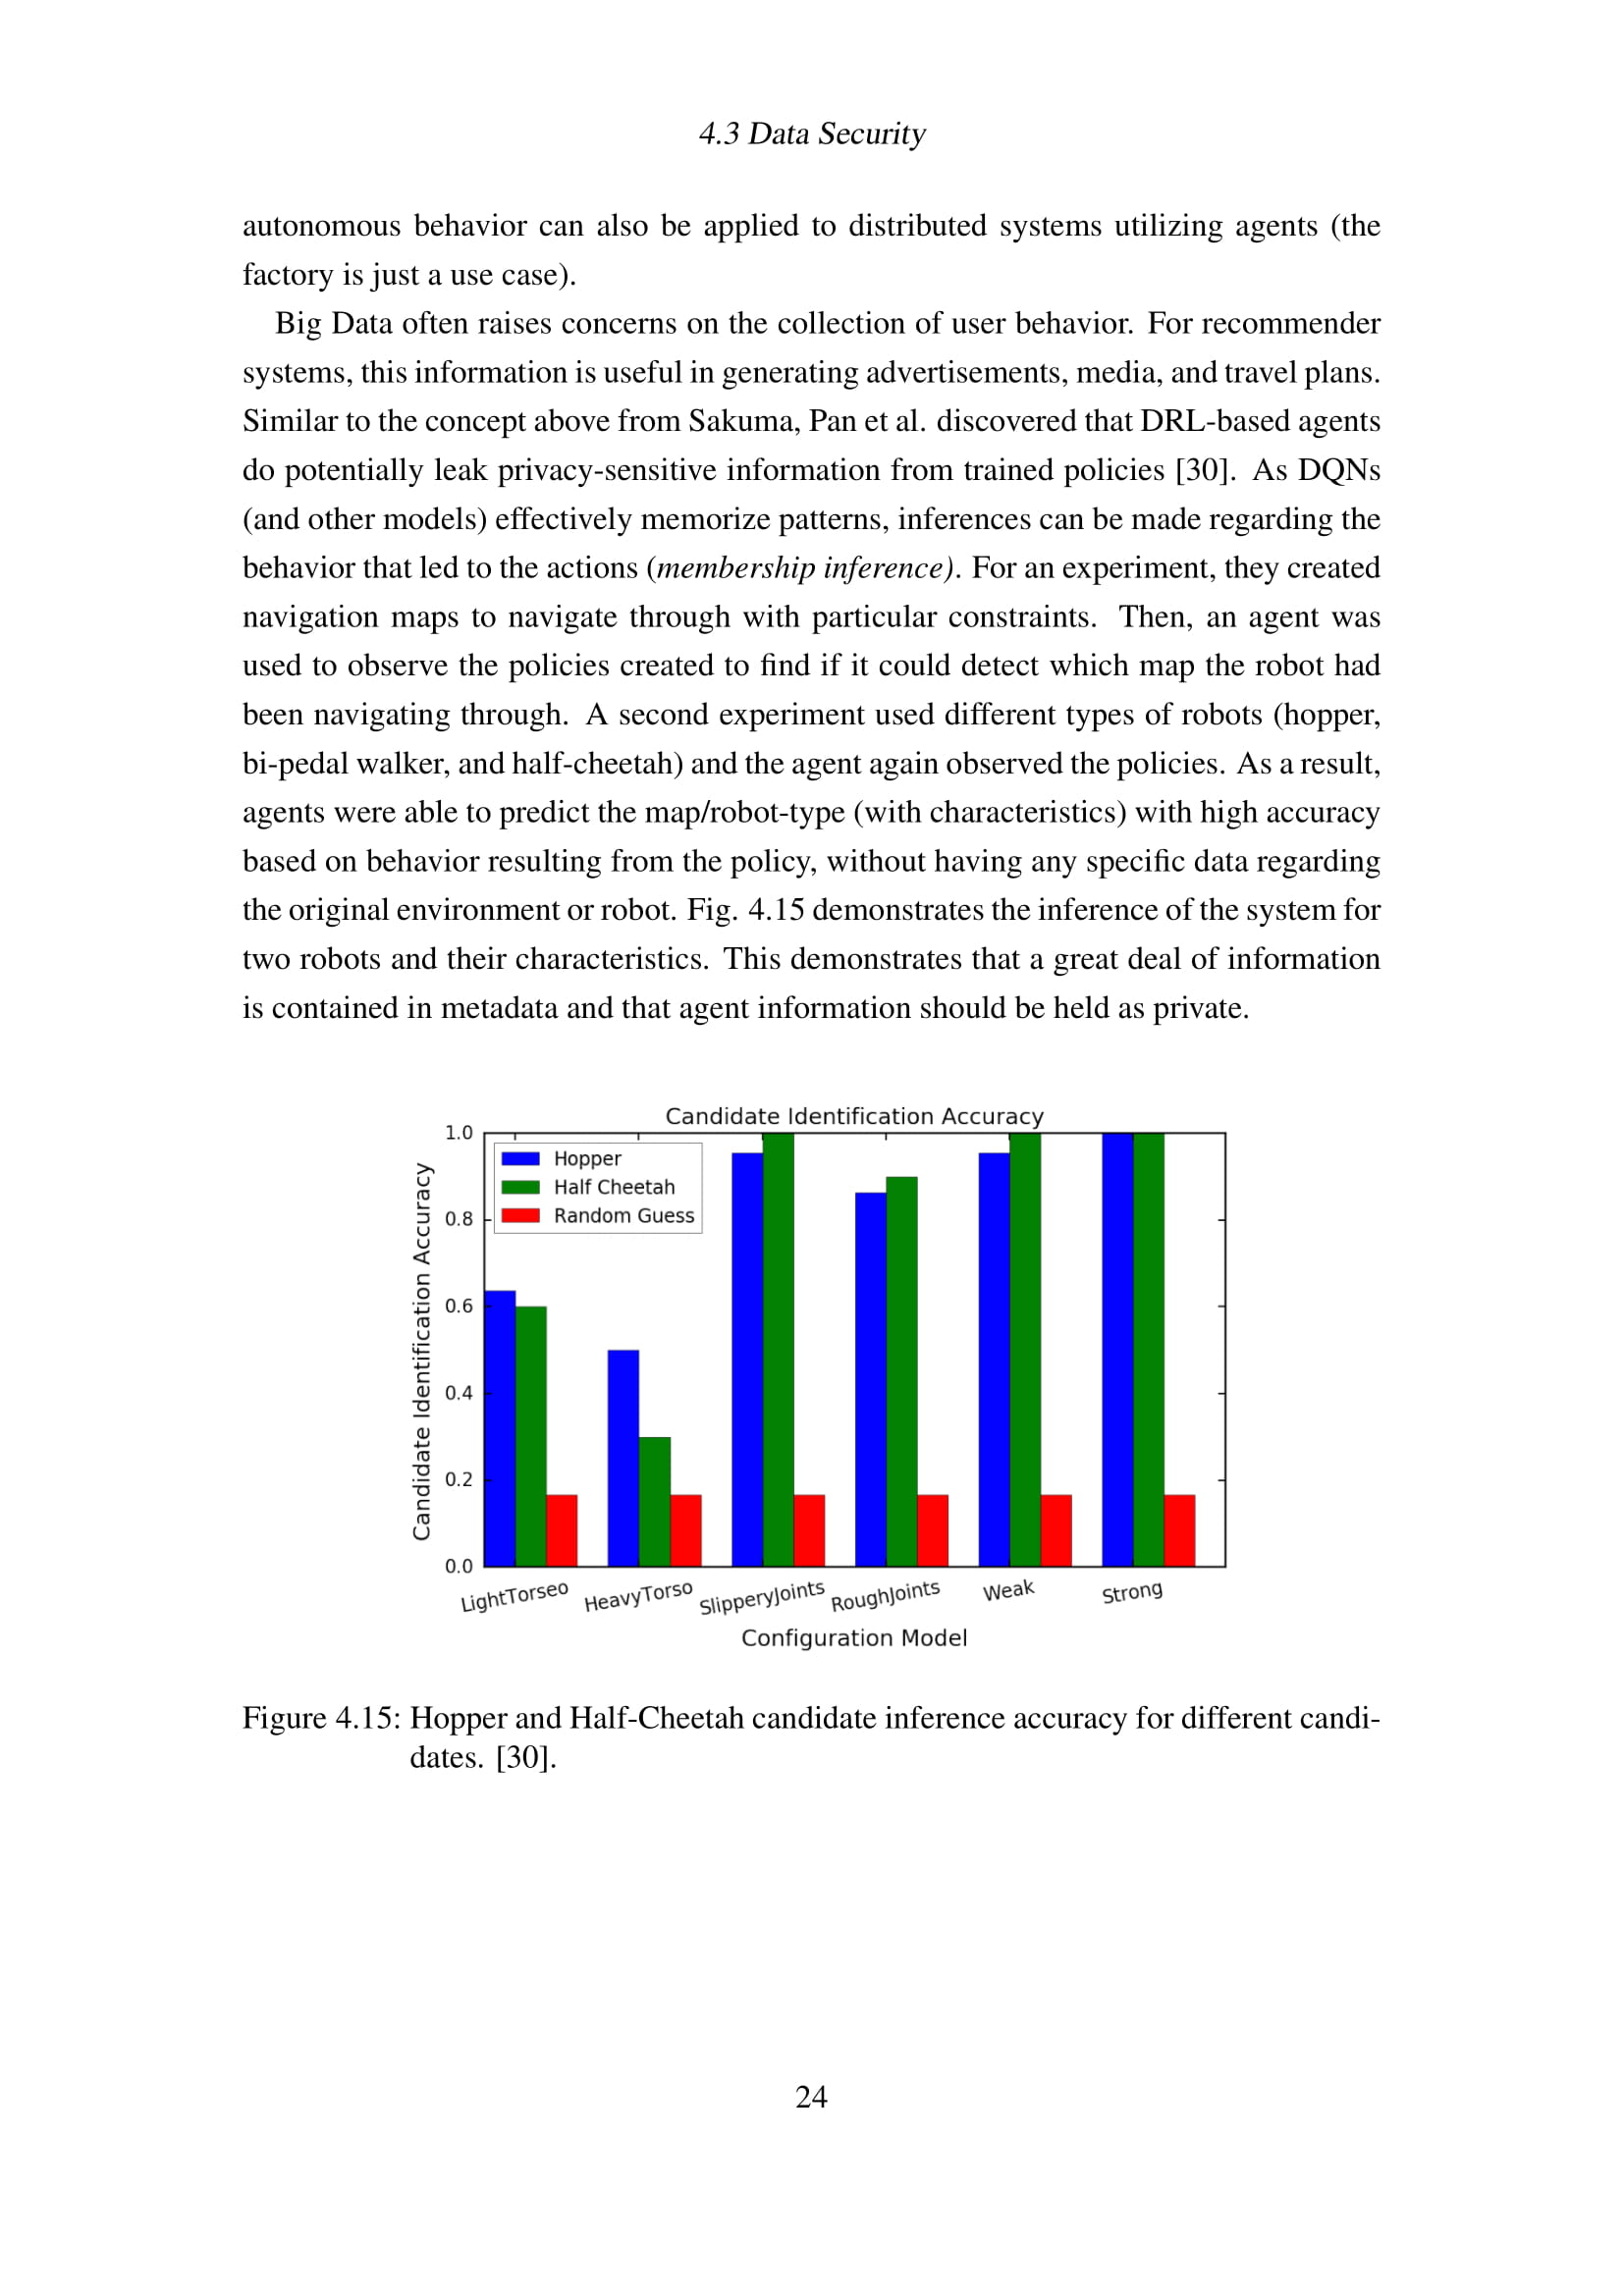 4.3 Data Security
autonomous behavior can also be applied to distributed systems utilizing agents (the
factory is just a use case).
Big Data often raises concerns on the collection of user behavior. For recommender
systems, this information is useful in generating advertisements, media, and travel plans.
Similar to the concept above from Sakuma, Pan et al. discovered that DRL-based agents
do potentially leak privacy-sensitive information from trained policies [30]. As DQNs
(and other models) effectively memorize patterns, inferences can be made regarding the
behavior that led to the actions (membership inference). For an experiment, they created
navigation maps to navigate through with particular constraints. Then, an agent was
used to observe the policies created to find if it could detect which map the robot had
been navigating through. A second experiment used different types of robots (hopper,
bi-pedal walker, and half-cheetah) and the agent again observed the policies. As a result,
agents were able to predict the map/robot-type (with characteristics) with high accuracy
based on behavior resulting from the policy, without having any specific data regarding
the original environment or robot. Fig. 4.15 demonstrates the inference of the system for
two robots and their characteristics. This demonstrates that a great deal of information
is contained in metadata and that agent information should be held as private.
Candidate Identification Accuracy
Candidate Identification Accuracy
1.0
0.8
0.6
0.4
0.2
0.0
Hopper
Half Cheetah
Random Guess
LightTorseo
HeavyTorso
SlipperyJoints
RoughJoints
Weak
Strong
Configuration Model
Figure 4.15: Hopper and Half-Cheetah candidate inference accuracy for different candi-
dates. [30].
24